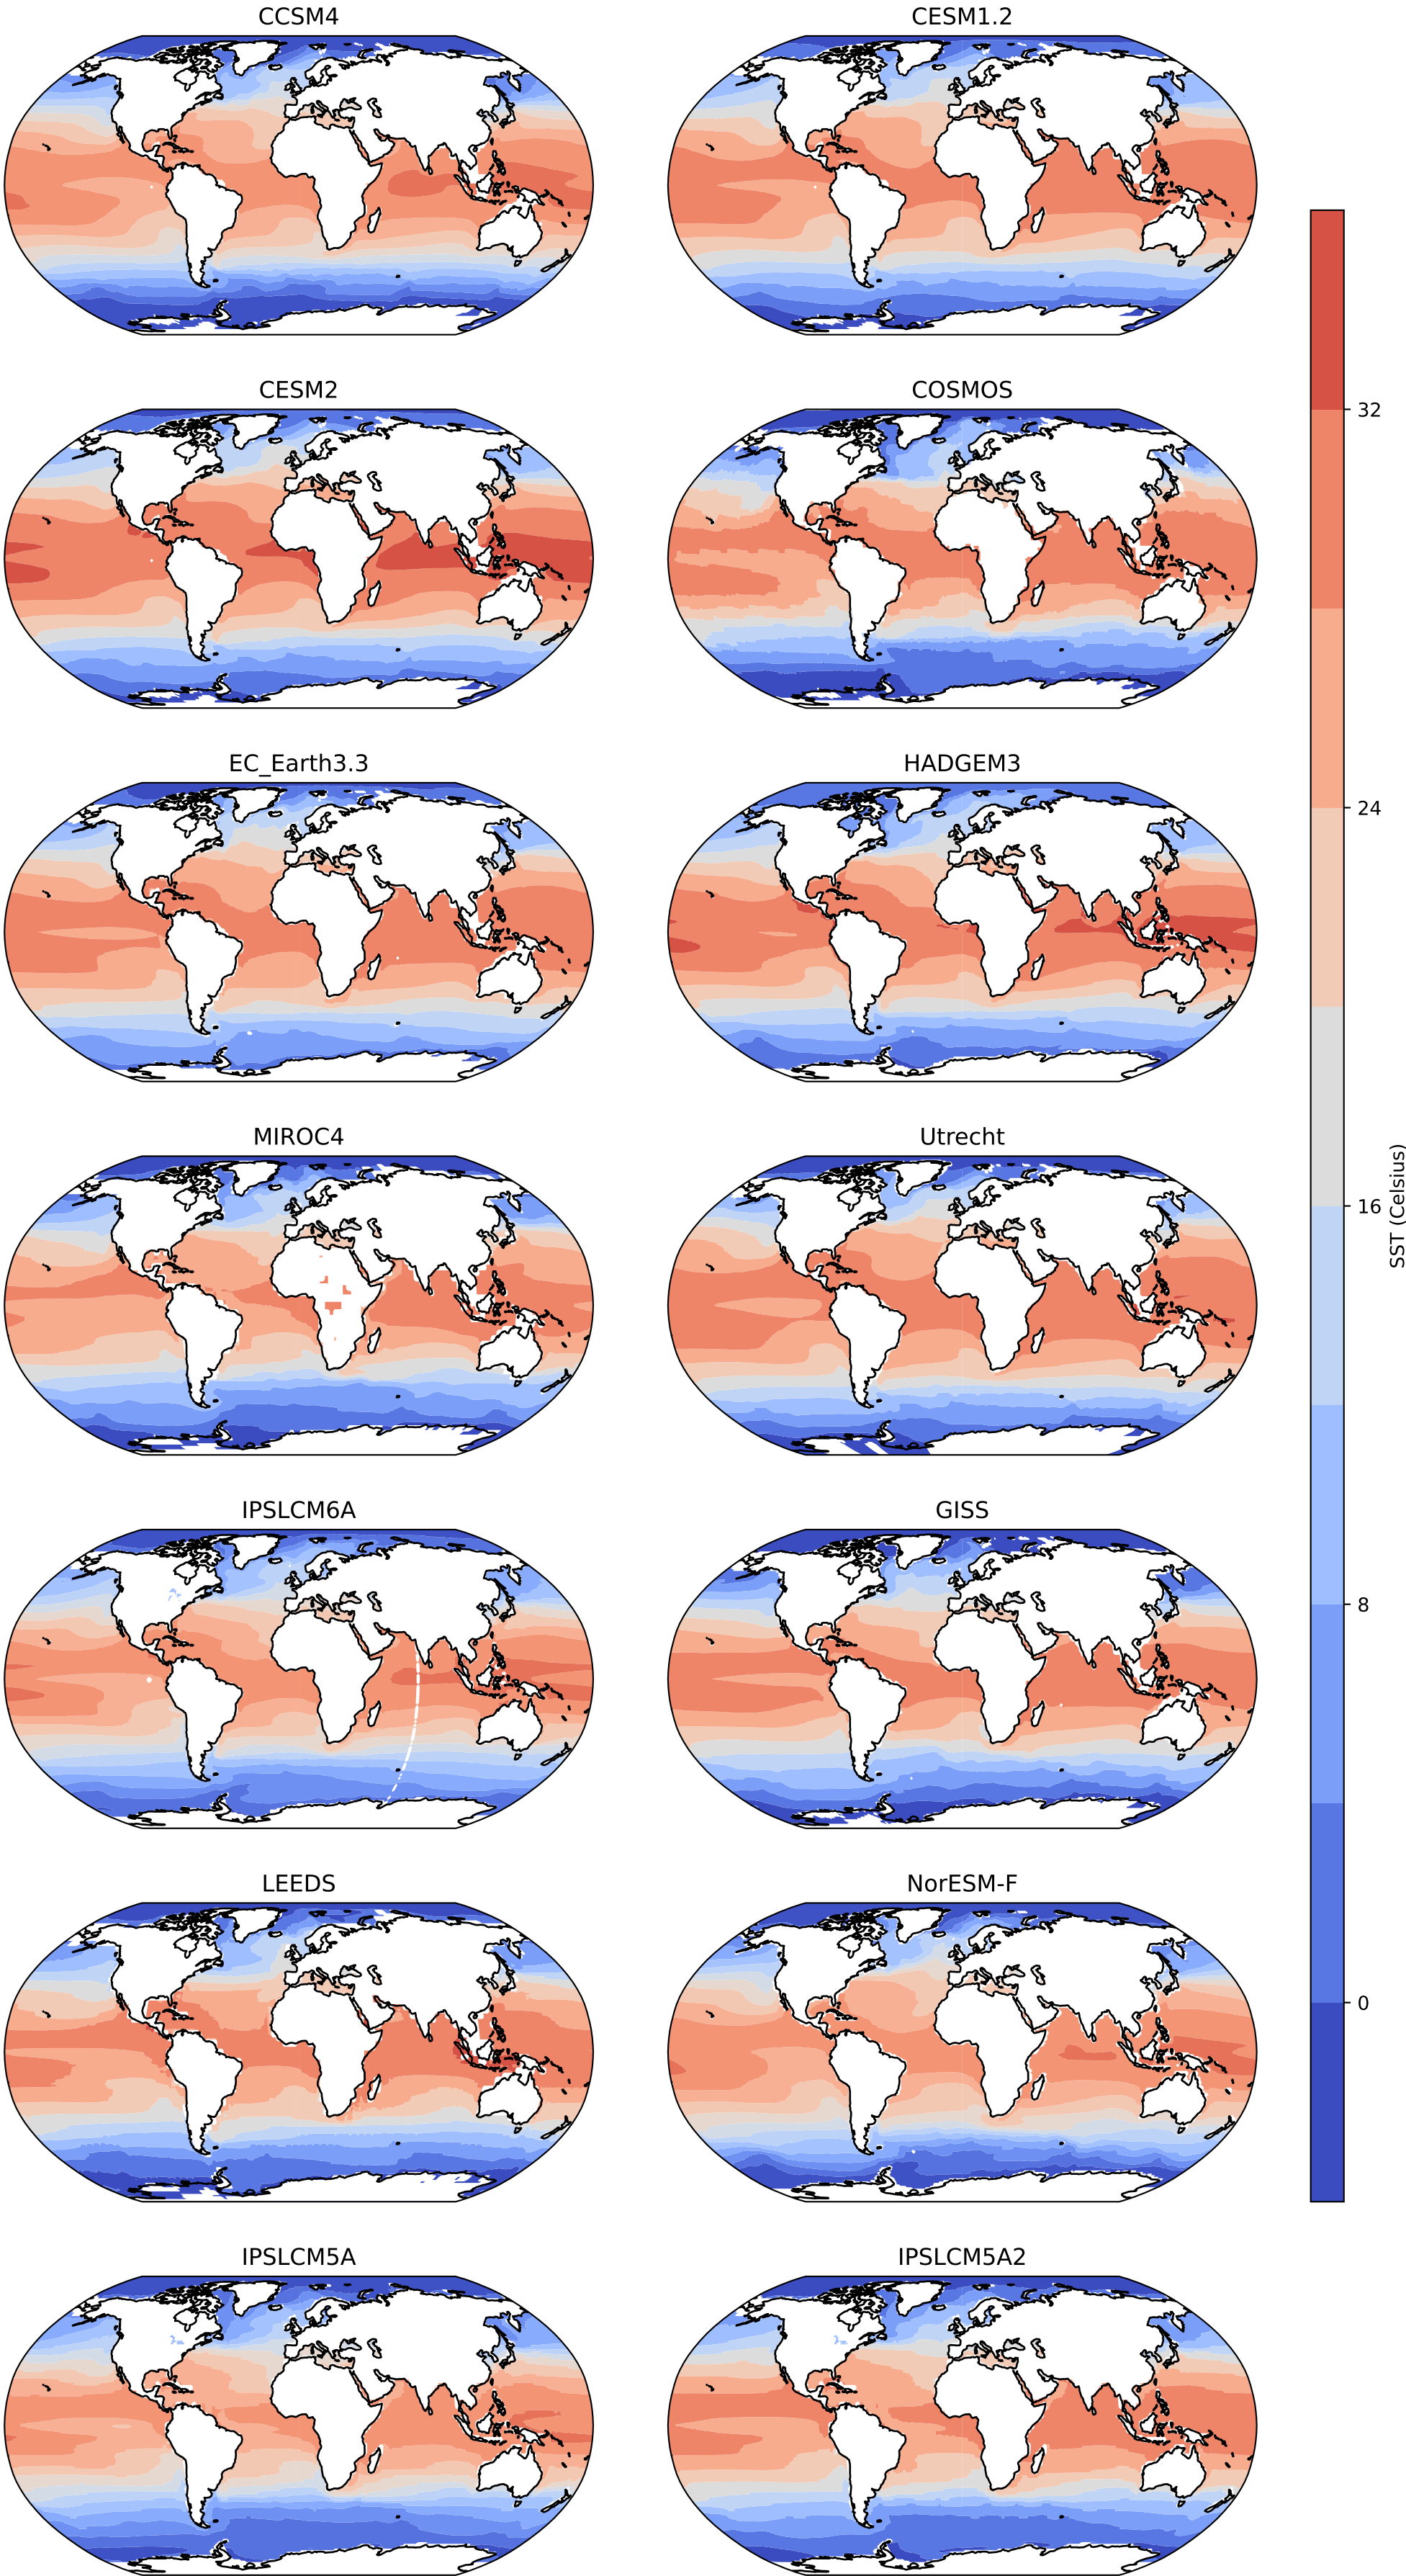 CCSM4
CESM1.2
CESM2
COSMOS
EC_Earth3.3
HADGEM3
MIROC4
Utrecht
IPSLCM6A
GISS
LEEDS
NorESM-F
IPSLCM5A
IPSLCM5A2
32
24
16
8
0
SST (Celsius)